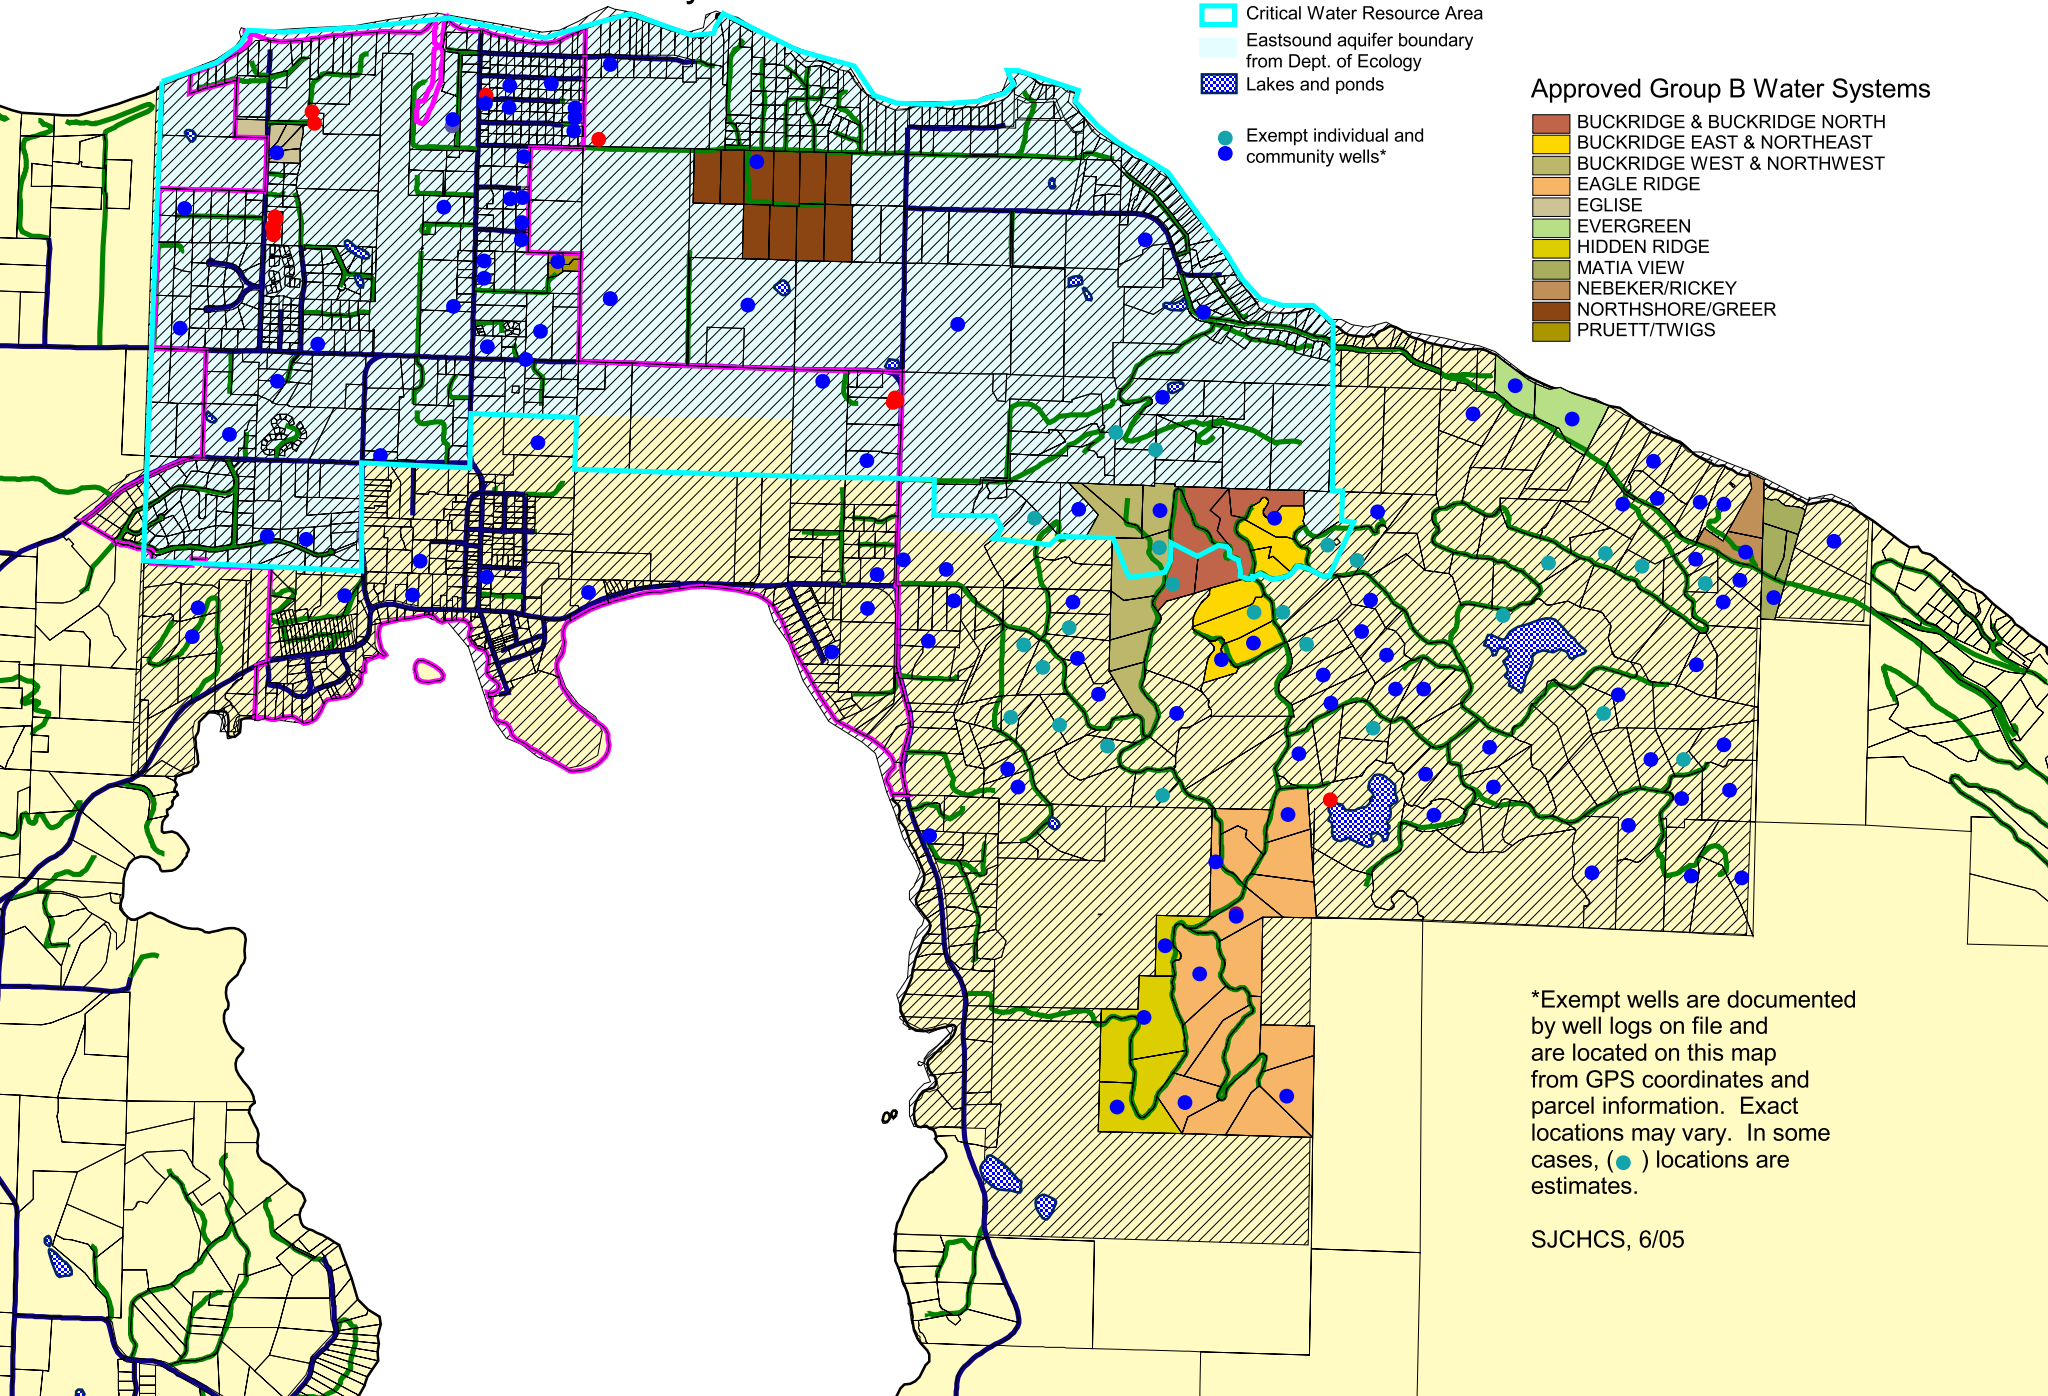 Critical Water Resource Area
Eastsound aquifer boundary
from Dept. of Ecology
Lakes and ponds
Exempt individual and
community wells*
Approved Group B Water Systems
BUCKRIDGE & BUCKRIDGE NORTH
BUCKRIDGE EAST & NORTHEAST
BUCKRIDGE WEST & NORTHWEST
EAGLE RIDGE
EGLISE
EVERGREEN
HIDDEN RIDGE
MATIA VIEW
NEBEKER/RICKEY
NORTHSHORE/GREER
PRUETT/TWIGS
*Exempt wells are documented
by well logs on file and
are located on this map
from GPS coordinates and
parcel information. Exact
locations may vary. In some
cases, ( ) locations are
estimates.
SJCHCS, 6/05